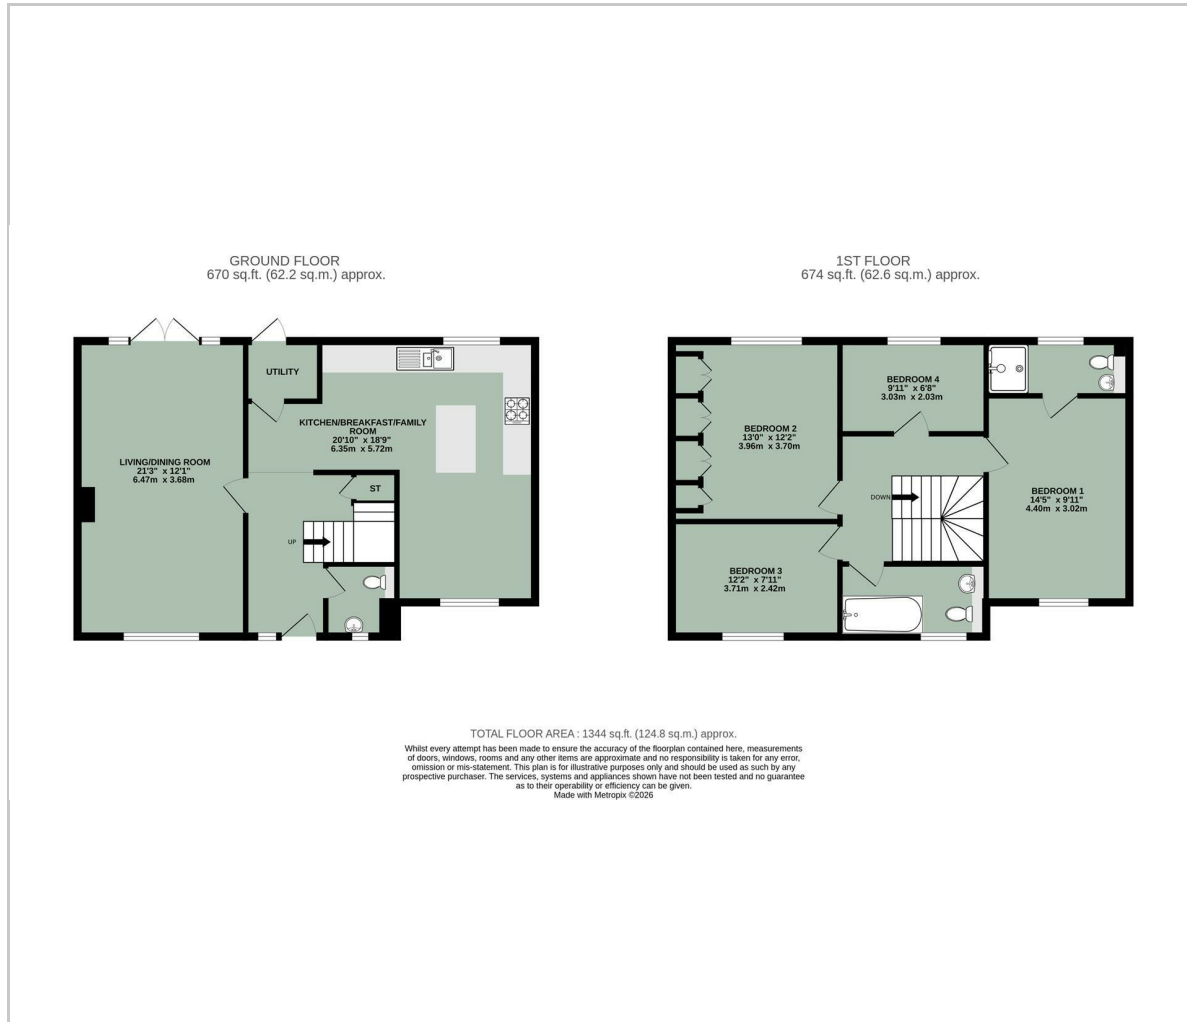 GROUND FLOOR
670 sq.ft. (62.2 sq.m.) approx.
UTILITY
KITCHEN/BREAKFAST/FAMILY
ROOM
20'10" x 18'9"
6.35m x 5.72m
LIVING/DINING ROOM
21'3" x 12'1"
6.47m x 3.68m
ST
UP
1ST FLOOR
674 sq.ft. (62.6 sq.m.) approx.
BEDROOM 4
9'11" x 6'8"
3.03m x 2.03m
BEDROOM 2
13'0" x 12'2"
3.96m x 3.70m
DOWN
BEDROOM 1
14'5" x 9'11"
4.40m x 3.02m
BEDROOM 3
12'2" x 7'11"
3.71m x 2.42m
TOTAL FLOOR AREA : 1344 sq.ft. (124.8 sq.m.) approx.
Whilst every attempt has been made to ensure the accuracy of the floorplan contained here, measurements
of doors, windows, rooms and any other items are approximate and no responsibility is taken for any error,
omission or mis-statement. This plan is for illustrative purposes only and should be used as such by any
prospective purchaser. The services, systems and appliances shown have not been tested and no guarantee
as to their operability or efficiency can be given.
Made with Metropix ©2026